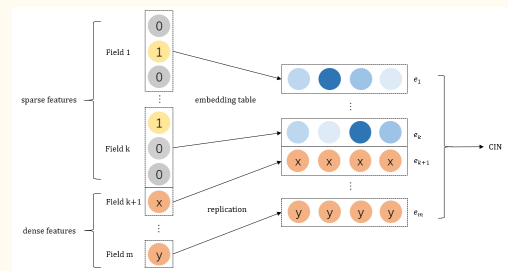 0
Field 1
1
0
e1
sparse features
⋮
embedding table
⋮
1
ek
Field k
0
CIN
0
x x x x
ek+1
Field k+1
x
⋮
replication
dense features
⋮
y y y y
em
Field m
y